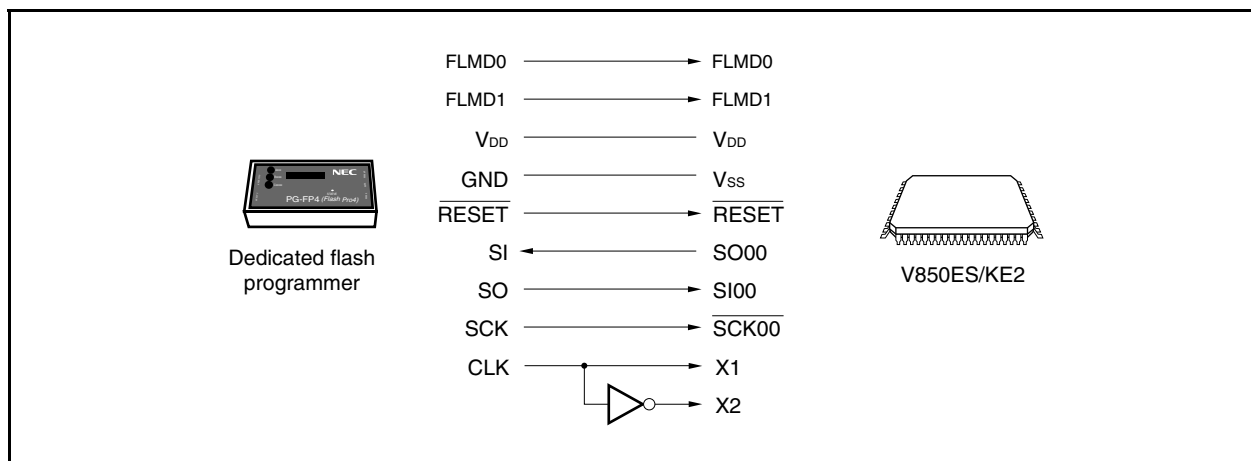 FLMD0 FLMD0
FLMD1 FLMD1
VDD VDD
GND VSS
RESET RESET
SI SO00
SO SI00
SCK SCK00
CLK X1
X2
NEC
PG-FP4 (Flash Pro4)
Dedicated flash
programmer
V850ES/KE2